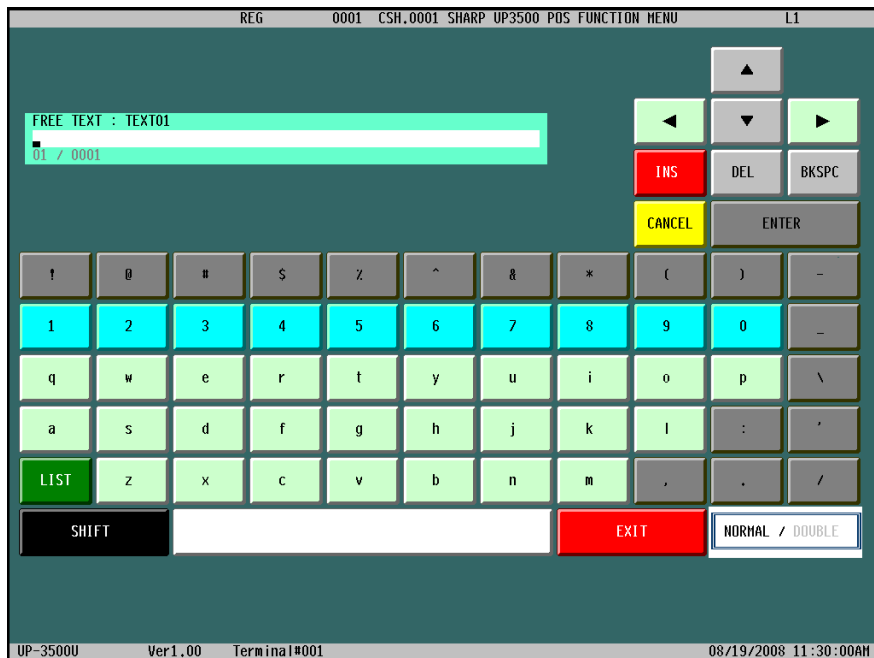 REG 0001 CSH.0001 SHARP UP3500 POS FUNCTION MENU L1
▲
FREE TEXT : TEXT01
◀ ▼ ▶
01 / 0001
INS DEL BKSPC
CANCEL ENTER
! @ # $ % ^ & * ( ) -
1 2 3 4 5 6 7 8 9 0 _
q w e r t y u i o p \
a s d f g h j k l : '
LIST z x c v b n m , . /
SHIFT EXIT NORMAL / DOUBLE
UP-3500U Ver1.00 Terminal#001 08/19/2008 11:30:00AM